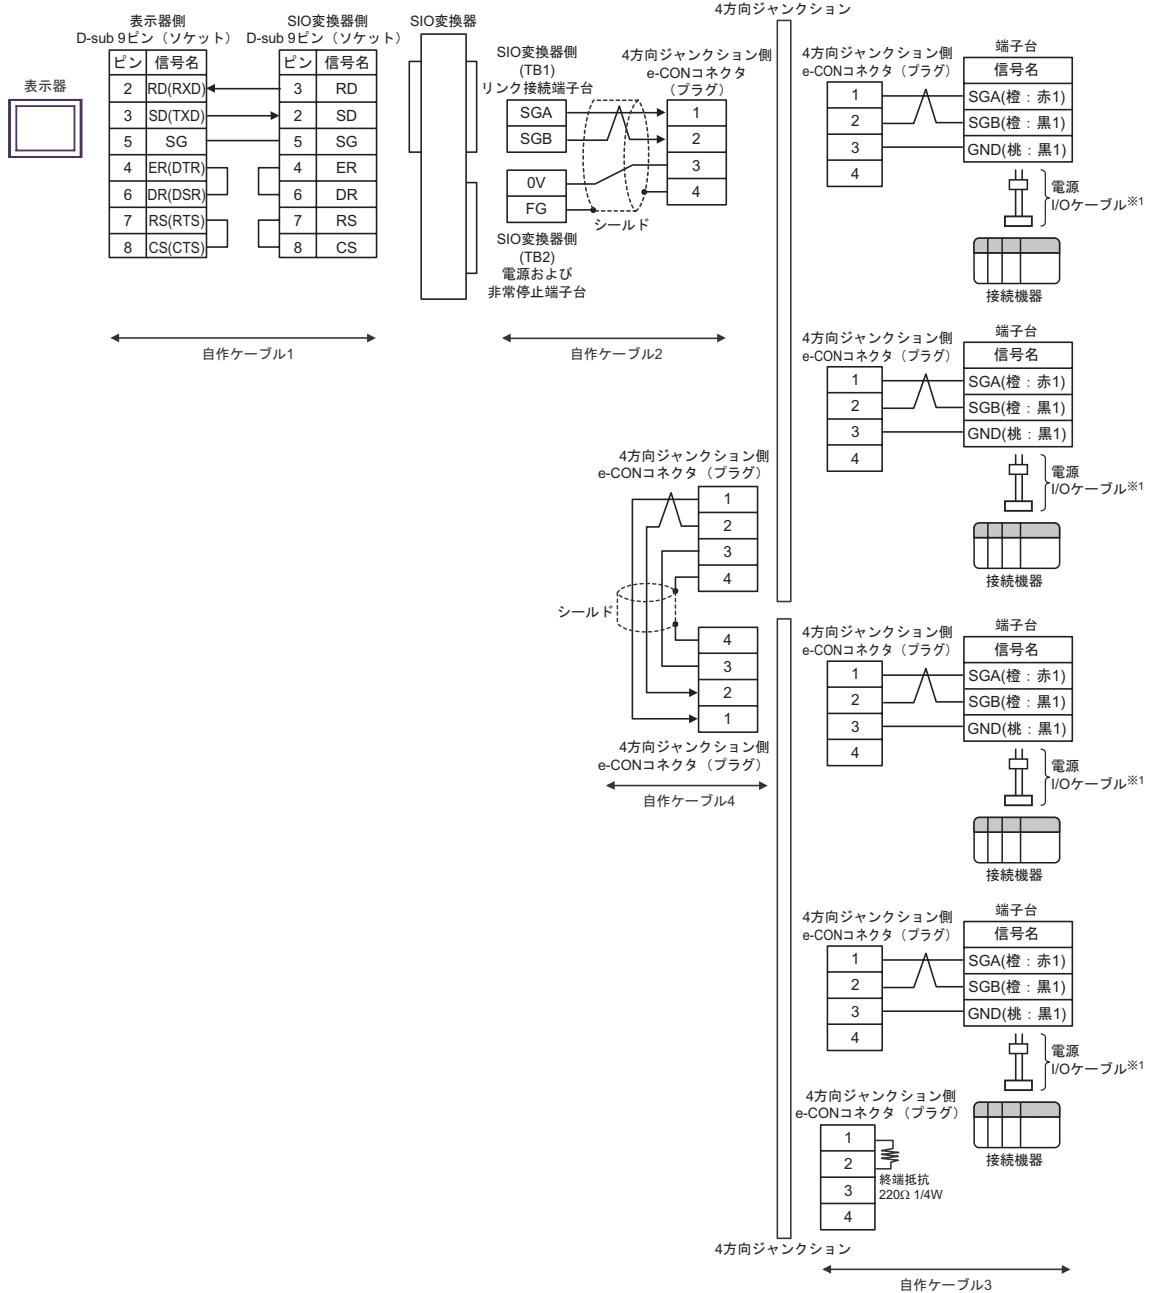 4方向ジャンクション
表示器
表示器側
D-sub 9ピン（ソケット）
ピン 信号名
2 RD(RXD)
3 SD(TXD)
5 SG
4 ER(DTR)
6 DR(DSR)
7 RS(RTS)
8 CS(CTS)
SIO変換器側
D-sub 9ピン（ソケット）
ピン 信号名
3 RD
2 SD
5 SG
4 ER
6 DR
7 RS
8 CS
自作ケーブル1
SIO変換器
SIO変換器側
(TB1)
リンク接続端子台
SGA
SGB
0V
FG
SIO変換器側
(TB2)
電源および
非常停止端子台
シールド
4方向ジャンクション側
e-CONコネクタ
（プラグ）
1
2
3
4
自作ケーブル2
4方向ジャンクション側
e-CONコネクタ（プラグ）
1
2
3
4
端子台
信号名
SGA(橙：赤1)
SGB(橙：黒1)
GND(桃：黒1)
電源
I/Oケーブル※1
接続機器
4方向ジャンクション側
e-CONコネクタ（プラグ）
1
2
3
4
端子台
信号名
SGA(橙：赤1)
SGB(橙：黒1)
GND(桃：黒1)
電源
I/Oケーブル※1
接続機器
4方向ジャンクション側
e-CONコネクタ（プラグ）
1
2
3
4
シールド
4
3
2
1
4方向ジャンクション側
e-CONコネクタ（プラグ）
自作ケーブル4
4方向ジャンクション側
e-CONコネクタ（プラグ）
1
2
3
4
端子台
信号名
SGA(橙：赤1)
SGB(橙：黒1)
GND(桃：黒1)
電源
I/Oケーブル※1
接続機器
4方向ジャンクション側
e-CONコネクタ（プラグ）
1
2
3
4
端子台
信号名
SGA(橙：赤1)
SGB(橙：黒1)
GND(桃：黒1)
電源
I/Oケーブル※1
接続機器
4方向ジャンクション側
e-CONコネクタ（プラグ）
1
2
3
4
終端抵抗
220Ω 1/4W
4方向ジャンクション
自作ケーブル3